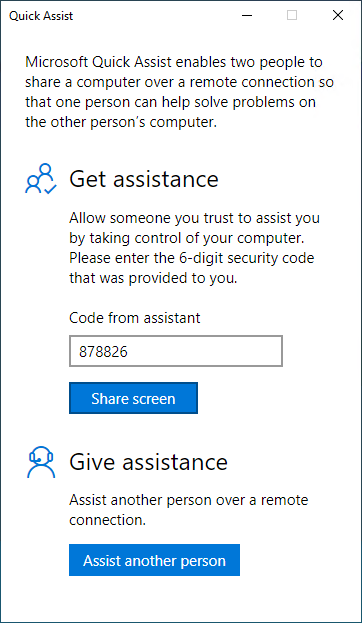 Quick Assist
Microsoft Quick Assist enables two people to
share a computer over a remote connection so
that one person can help solve problems on
the other person's computer.
Get assistance
Allow someone you trust to assist you
by taking control of your computer.
Please enter the 6-digit security code
that was provided to you.
Code from assistant
878826
Share screen
Give assistance
Assist another person over a remote
connection.
Assist another person